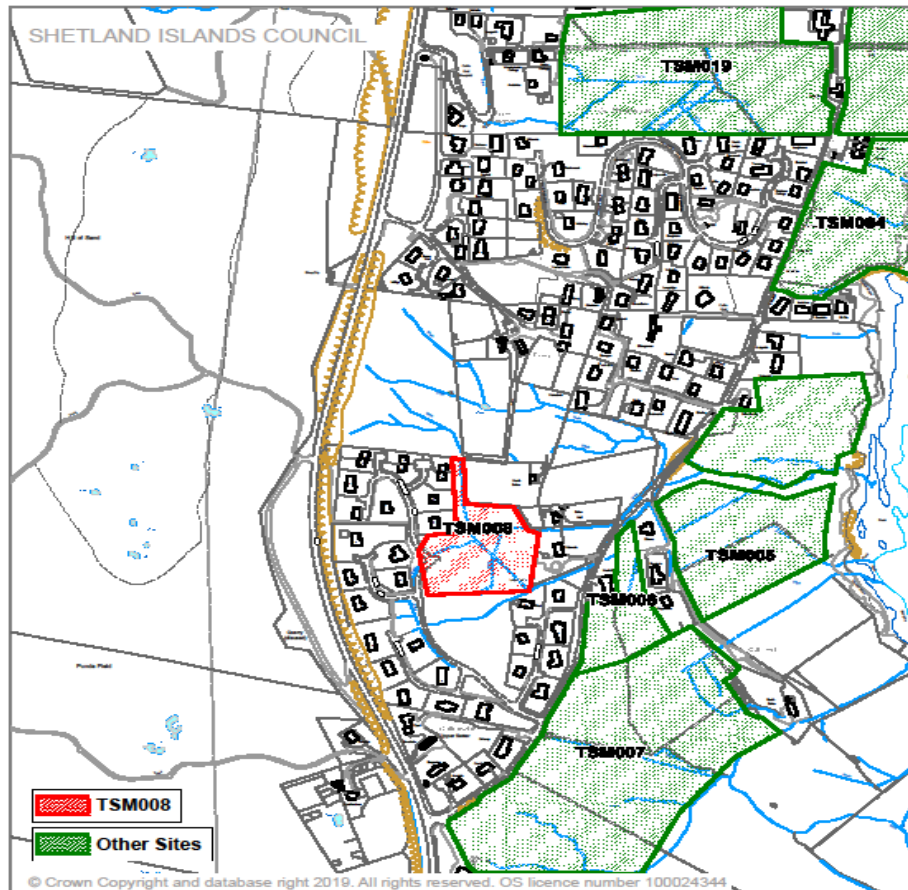 SHETLAND ISLANDS COUNCIL
TSM019
TSM004
TSM008
TSM005
TSM006
TSM007
TSM008
Other Sites
© Crown Copyright and database right 2019. All rights reserved. OS licence number 100024344